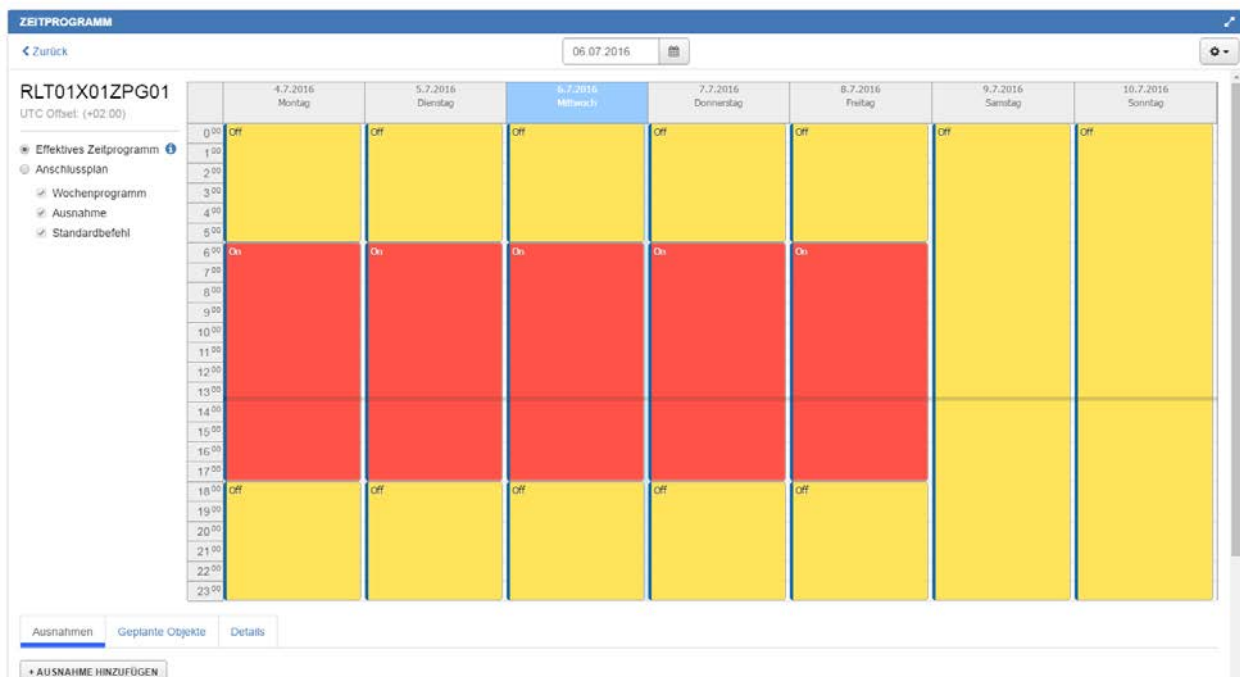 ZEITPROGRAMM
Zurück
06.07.2016
RLT01X01ZPG01
UTC Offset: (+02:00)
Effektives Zeitprogramm
Anschlussplan
Wochenprogramm
Ausnahme
Standardbefehl
4.7.2016 5.7.2016 6.7.2016 7.7.2016 8.7.2016 9.7.2016 10.7.2016
Montag Dienstag Mittwoch Donnerstag Freitag Samstag Sonntag
0 00 Off Off Off Off Off Off Off
1 00
2 00
3 00
4 00
5 00
6 00 On On On On On
7 00
8 00
9 00
10 00
11 00
12 00
13 00
14 00
15 00
16 00
17 00
18 00 Off Off Off Off Off
19 00
20 00
21 00
22 00
23 00
Ausnahmen Geplante Objekte Details
+ AUSNAHME HINZUFÜGEN